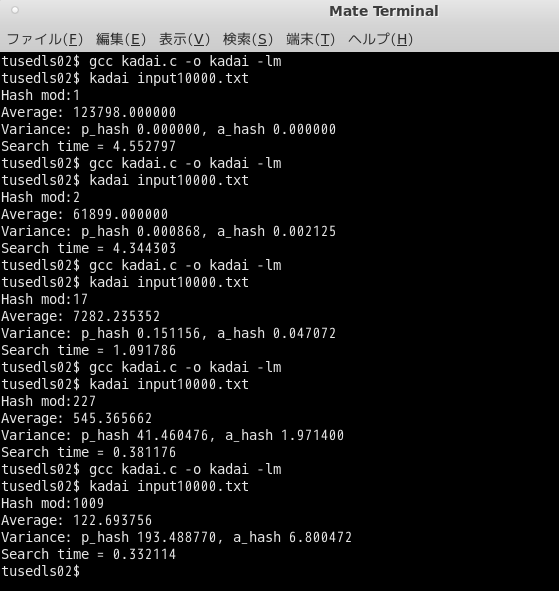 Mate Terminal
ファイル(F) 編集(E) 表示(V) 検索(S) 端末(T) ヘルプ(H)
tusedls02$ gcc kadai.c -o kadai -lm
tusedls02$ kadai input10000.txt
Hash mod:1
Average: 123798.000000
Variance: p_hash 0.000000, a_hash 0.000000
Search time = 4.552797
tusedls02$ gcc kadai.c -o kadai -lm
tusedls02$ kadai input10000.txt
Hash mod:2
Average: 61899.000000
Variance: p_hash 0.000868, a_hash 0.002125
Search time = 4.344303
tusedls02$ gcc kadai.c -o kadai -lm
tusedls02$ kadai input10000.txt
Hash mod:17
Average: 7282.235352
Variance: p_hash 0.151156, a_hash 0.047072
Search time = 1.091786
tusedls02$ gcc kadai.c -o kadai -lm
tusedls02$ kadai input10000.txt
Hash mod:227
Average: 545.365662
Variance: p_hash 41.460476, a_hash 1.971400
Search time = 0.381176
tusedls02$ gcc kadai.c -o kadai -lm
tusedls02$ kadai input10000.txt
Hash mod:1009
Average: 122.693756
Variance: p_hash 193.488770, a_hash 6.800472
Search time = 0.332114
tusedls02$